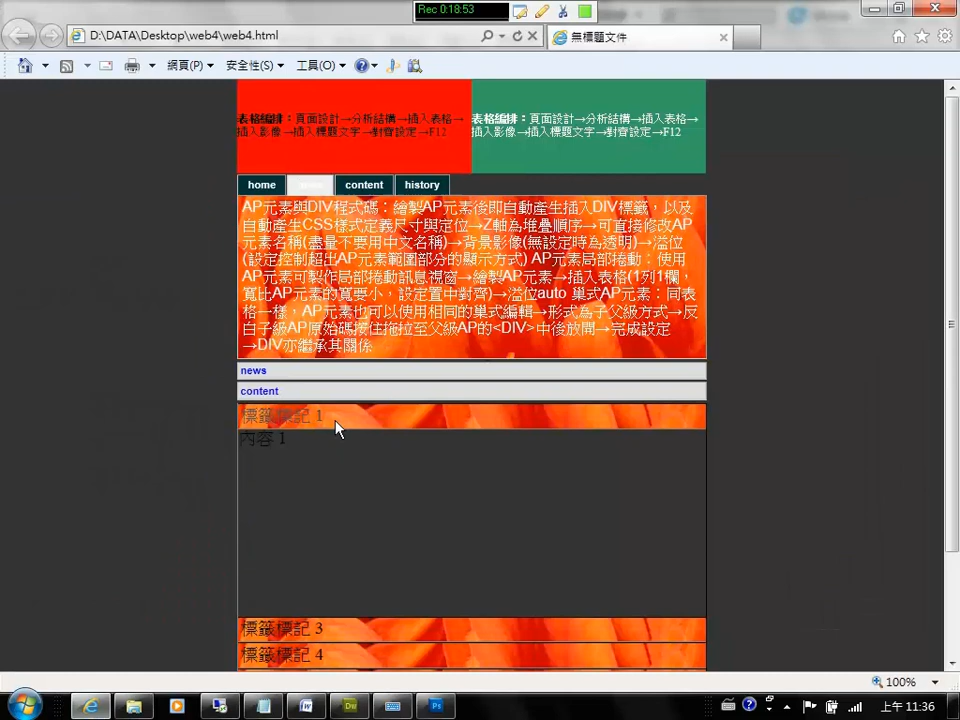 Rec 0:18:53
D:\DATA\Desktop\web4\web4.html
無標題文件
網頁(P)
安全性(S)
工具(O)
表格編排：頁面設計→分析結構→插入表格→
插入影像→插入標題文字→對齊設定→F12
表格編排：頁面設計→分析結構→插入表格→
插入影像→插入標題文字→對齊設定→F12
home
content
history
AP元素與DIV程式碼：繪製AP元素後即自動產生插入DIV標籤，以及
自動產生CSS樣式定義尺寸與定位→Z軸為堆疊順序→可直接修改AP
元素名稱(盡量不要用中文名稱)→背景影像(無設定時為透明)→溢位
(設定控制超出AP元素範圍部分的顯示方式) AP元素局部捲動：使用
AP元素可製作局部捲動訊息視窗→繪製AP元素→插入表格(1列1欄，
寬比AP元素的寬要小，設定置中對齊)→溢位auto 巢式AP元素：同表
格一樣，AP元素也可以使用相同的巢式編輯→形式為子父級方式→反
白子級AP原始碼按住拖拉至父級AP的<DIV>中後放開→完成設定
→DIV亦繼承其關係
news
content
標籤標記 1
內容 1
標籤標記 3
標籤標記 4
100%
上午 11:36